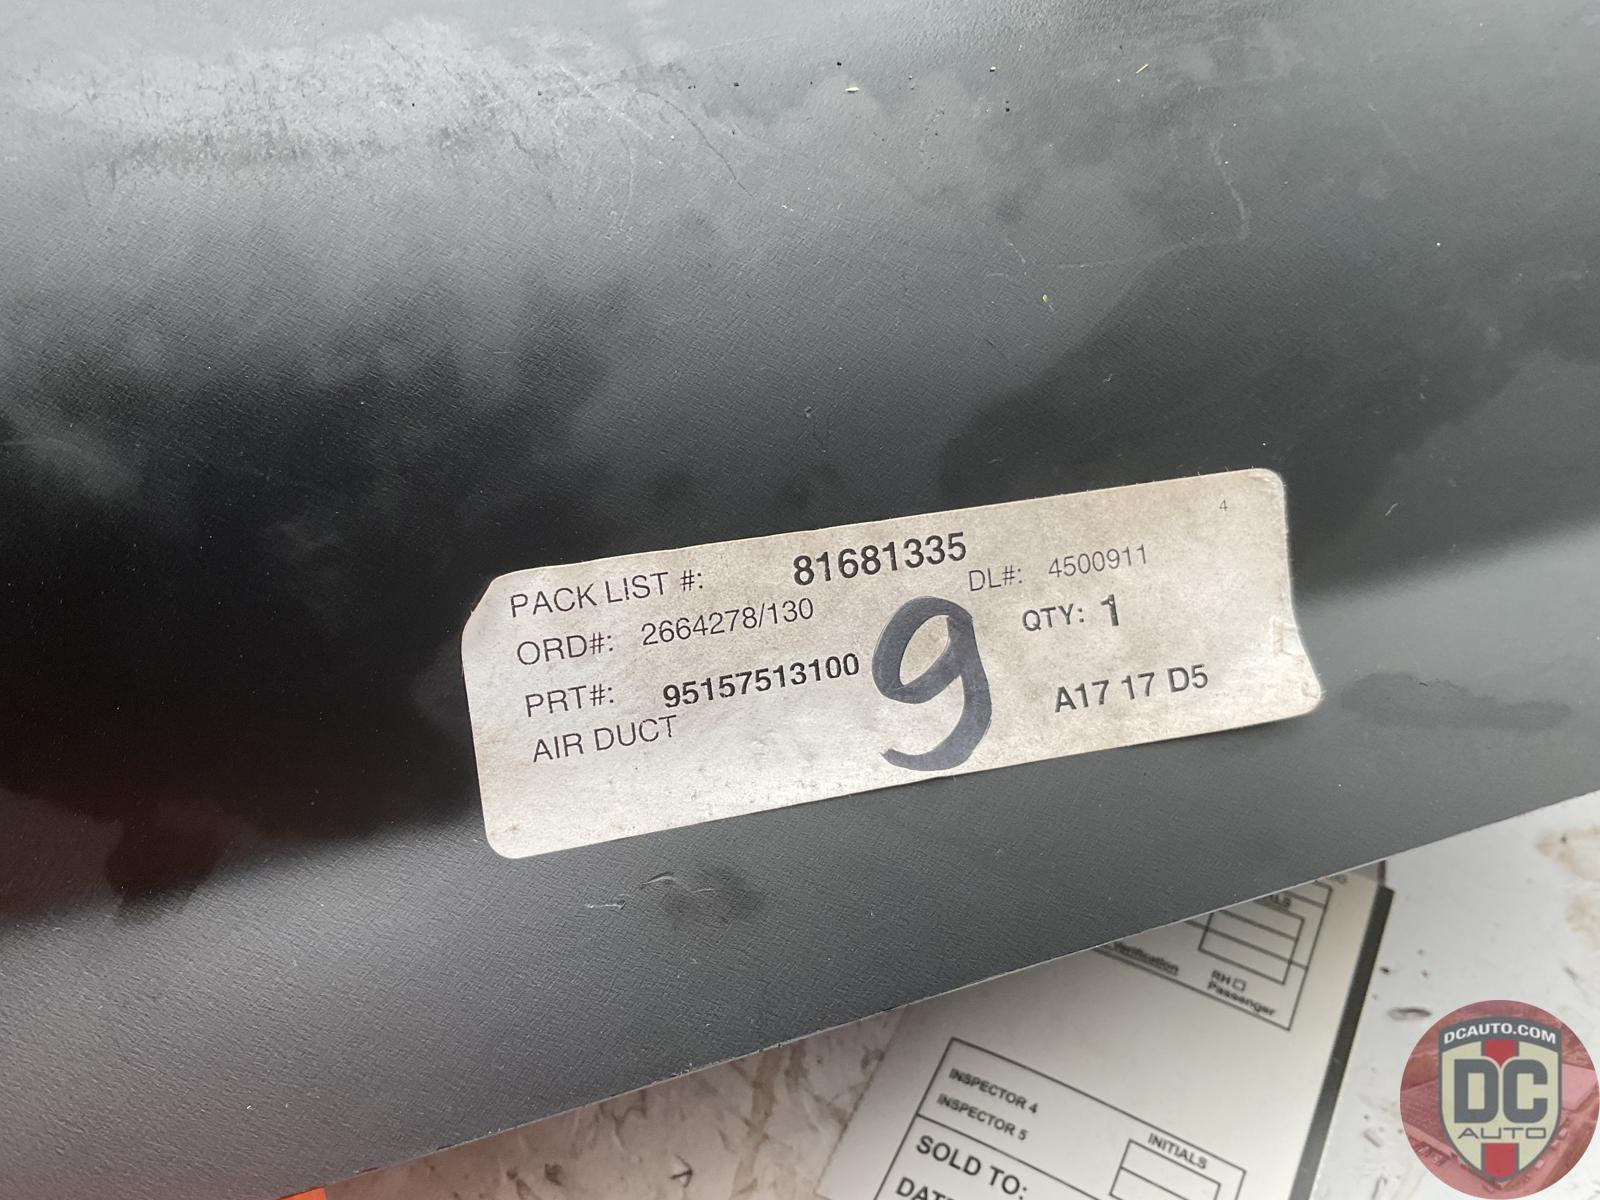 4
PACK LIST #: 81681335
DL#: 4500911
ORD#: 2664278/130
QTY: 1
PRT#: 95157513100
9
A17 17 D5
AIR DUCT
Verification
RH
Passenger
INSPECTOR 4
INSPECTOR 5
INITIALS
SOLD TO:
DCAUTO.COM
DC
AUTO